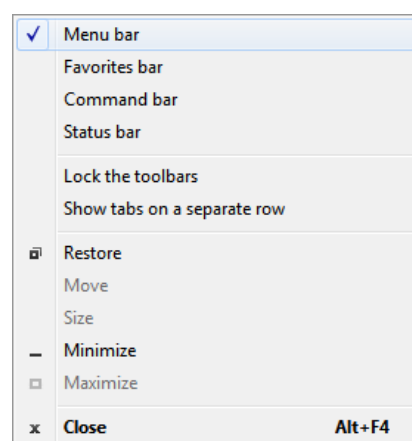 Menu bar
Favorites bar
Command bar
Status bar
Lock the toolbars
Show tabs on a separate row
Restore
Move
Size
Minimize
Maximize
Close Alt+F4